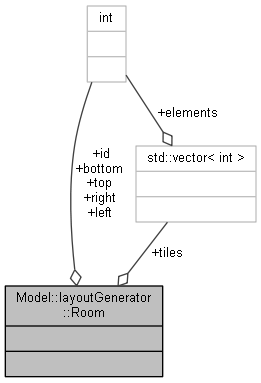 int
+elements
+id
+bottom
+top
+right
+left
std::vector< int >
+tiles
Model::layoutGenerator
::Room